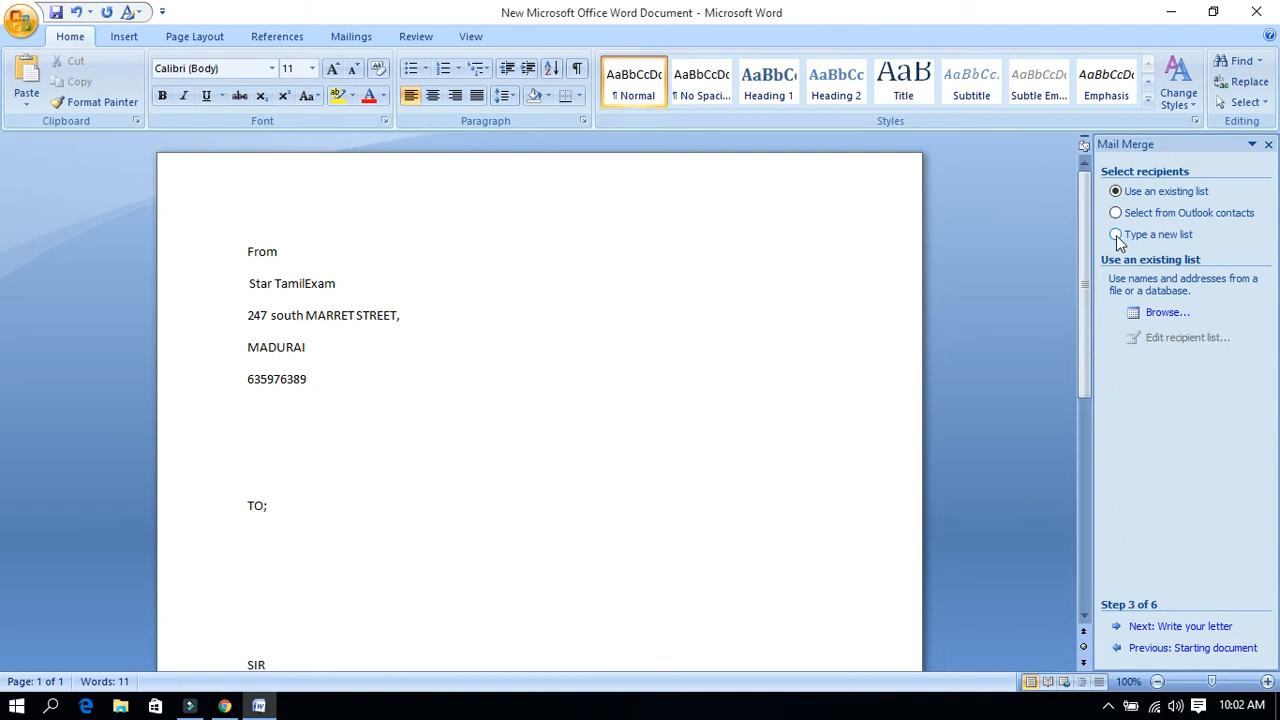 New Microsoft Office Word Document - Microsoft Word
Home Insert Page Layout References Mailings Review View
Paste
Cut
Copy
Format Painter
Clipboard
Calibri (Body) 11
Font
Paragraph
AaBbCcDc AaBbCcDc AaBbC‹ AaBbCc AaB AaBbCc. AaBbCcDc AaBbCcDc
¶ Normal ¶ No Spaci... Heading 1 Heading 2 Title Subtitle Subtle Em... Emphasis
Change Styles
Styles
Find
Replace
Select
Editing
From
Star TamilExam
247 south MARRET STREET,
MADURAI
635976389
TO;
SIR
Mail Merge
Select recipients
Use an existing list
Select from Outlook contacts
Type a new list
Use an existing list
Use names and addresses from a
file or a database.
Browse...
Edit recipient list...
Step 3 of 6
Next: Write your letter
Previous: Starting document
Page: 1 of 1 Words: 11 100%
10:02 AM